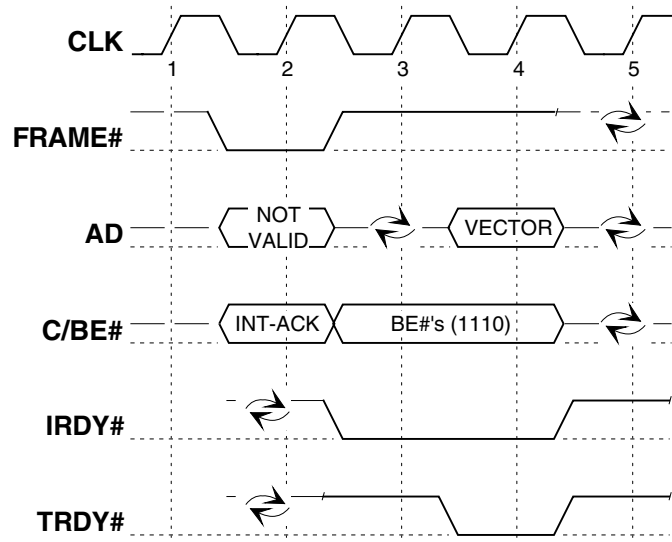 CLK
1 2 3 4 5
FRAME#
AD
NOT
VALID
VECTOR
C/BE#
INT-ACK
BE#'s (1110)
IRDY#
TRDY#